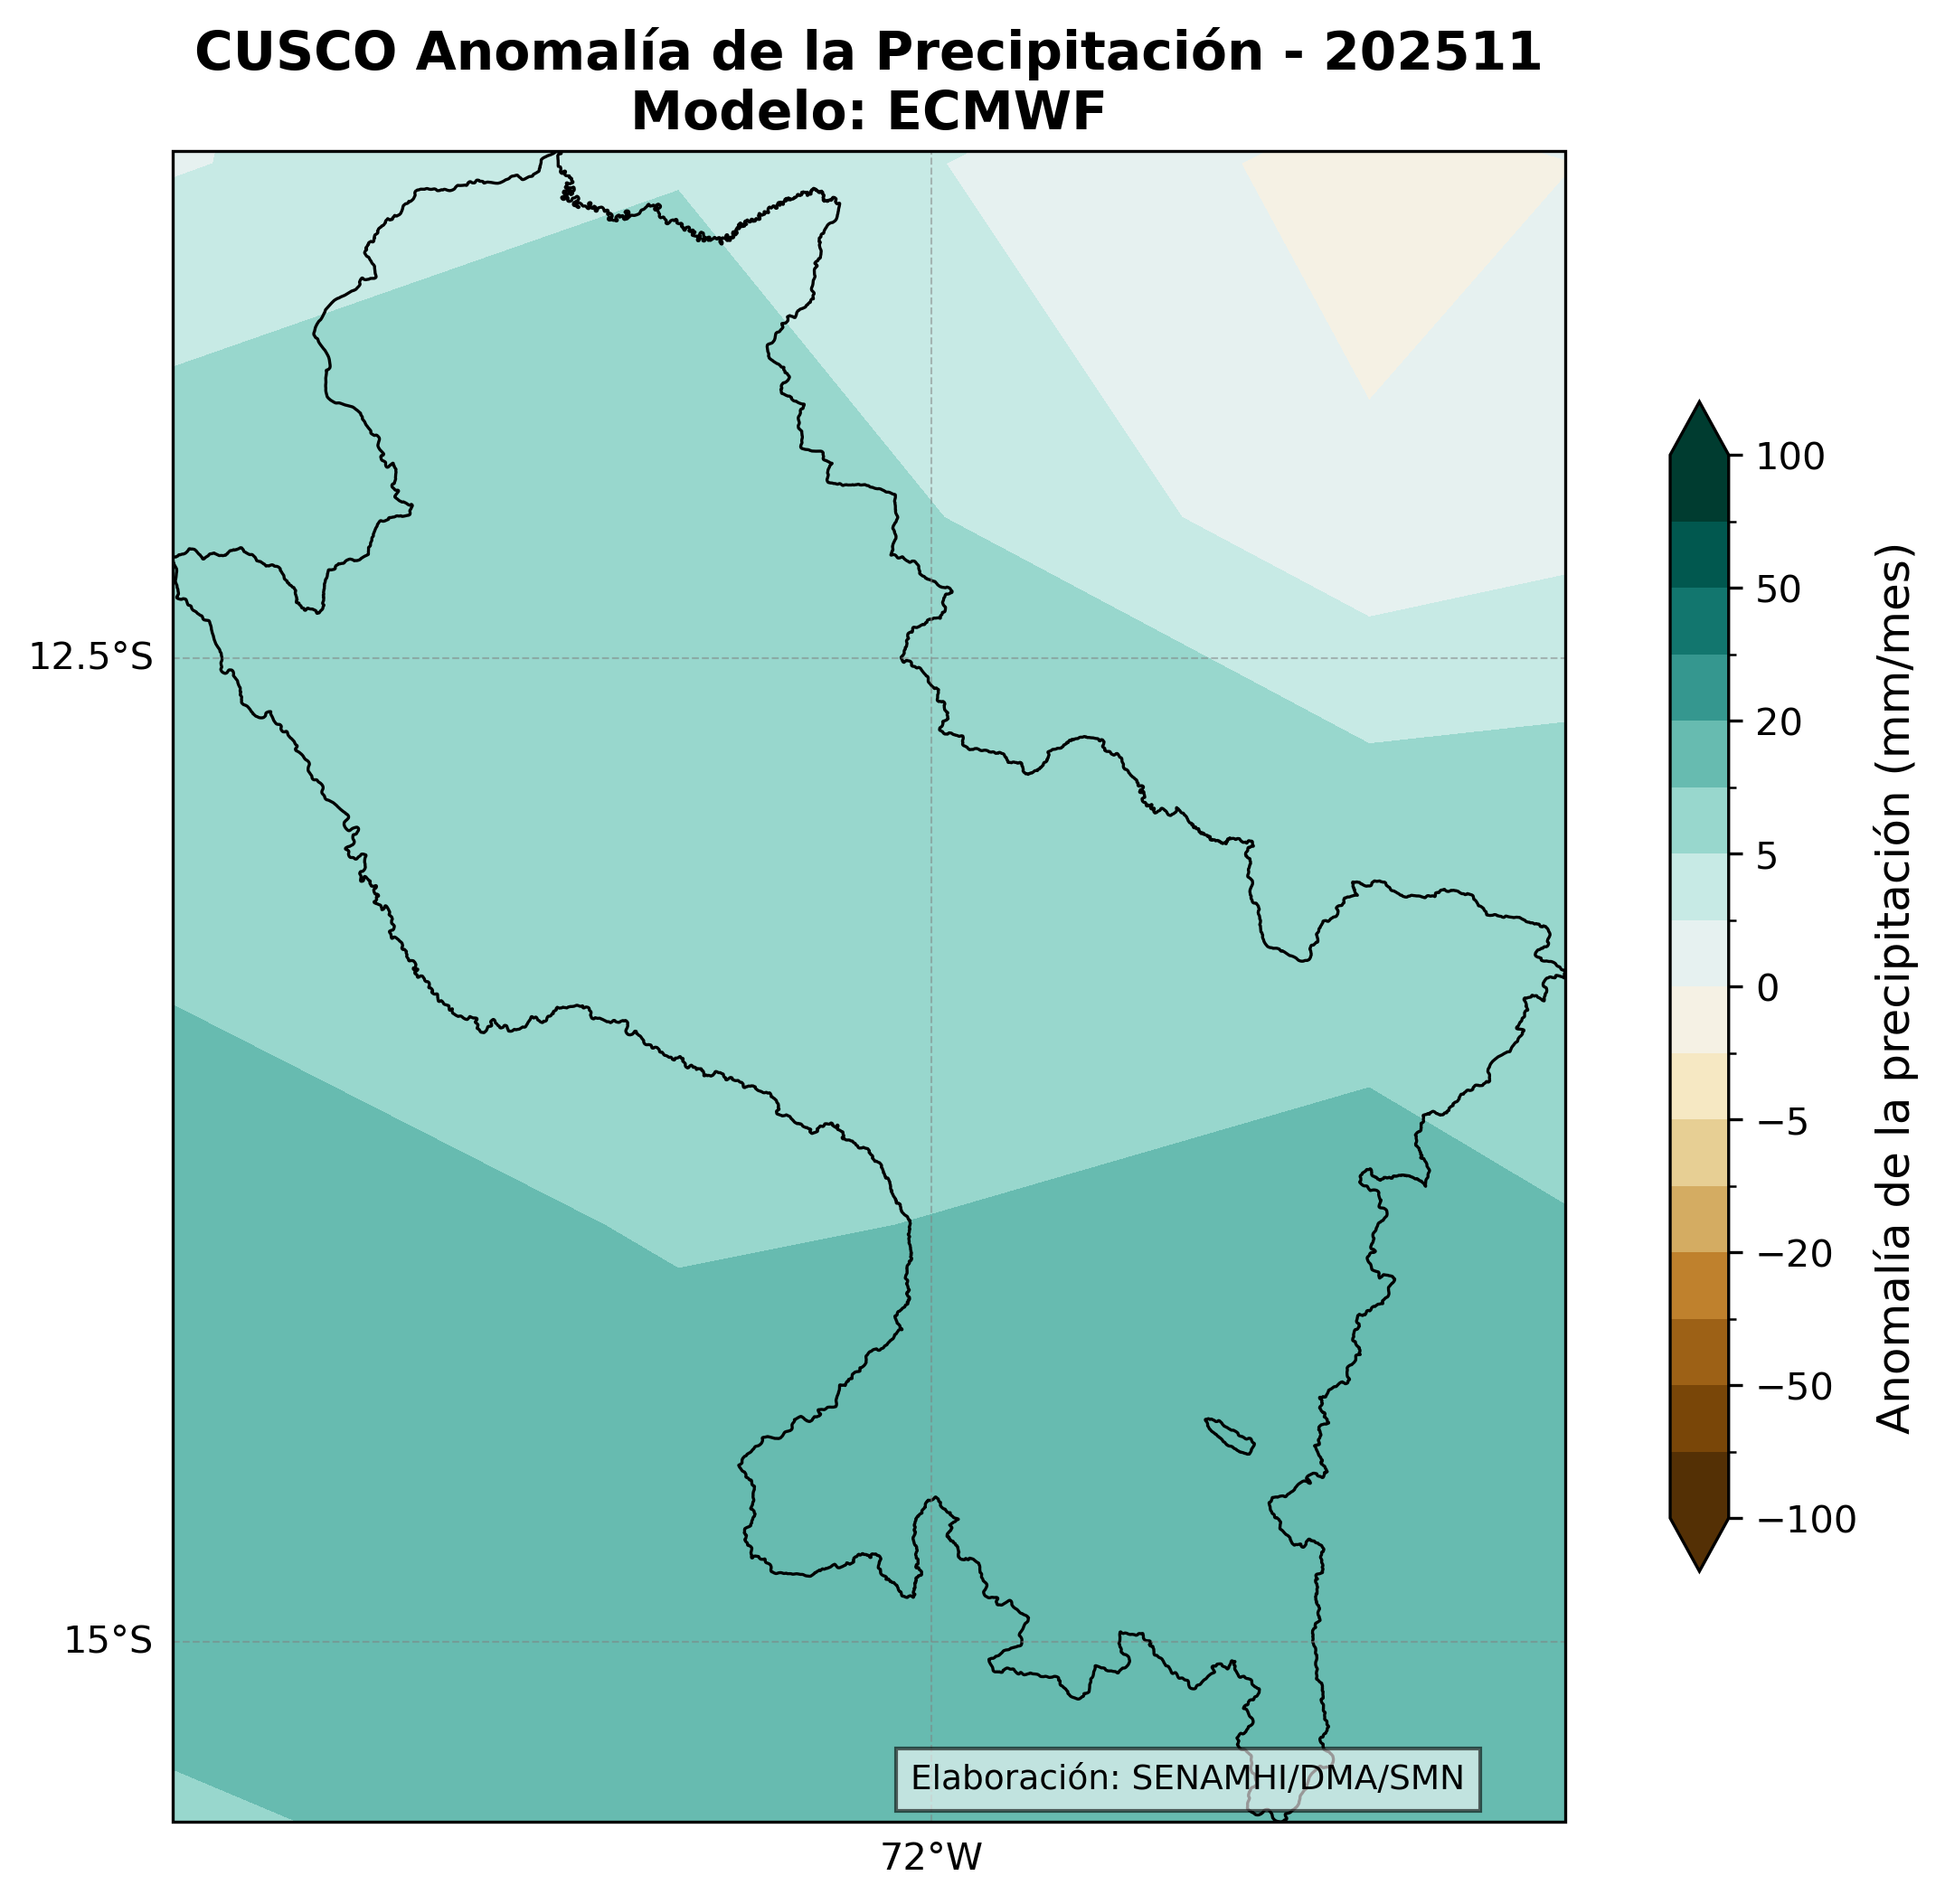 CUSCO Anomalía de la Precipitación - 202511
Modelo: ECMWF
12.5°S
15°S
72°W
Elaboración: SENAMHI/DMA/SMN
100
50
20
5
0
−5
−20
−50
−100
Anomalía de la precipitación (mm/mes)